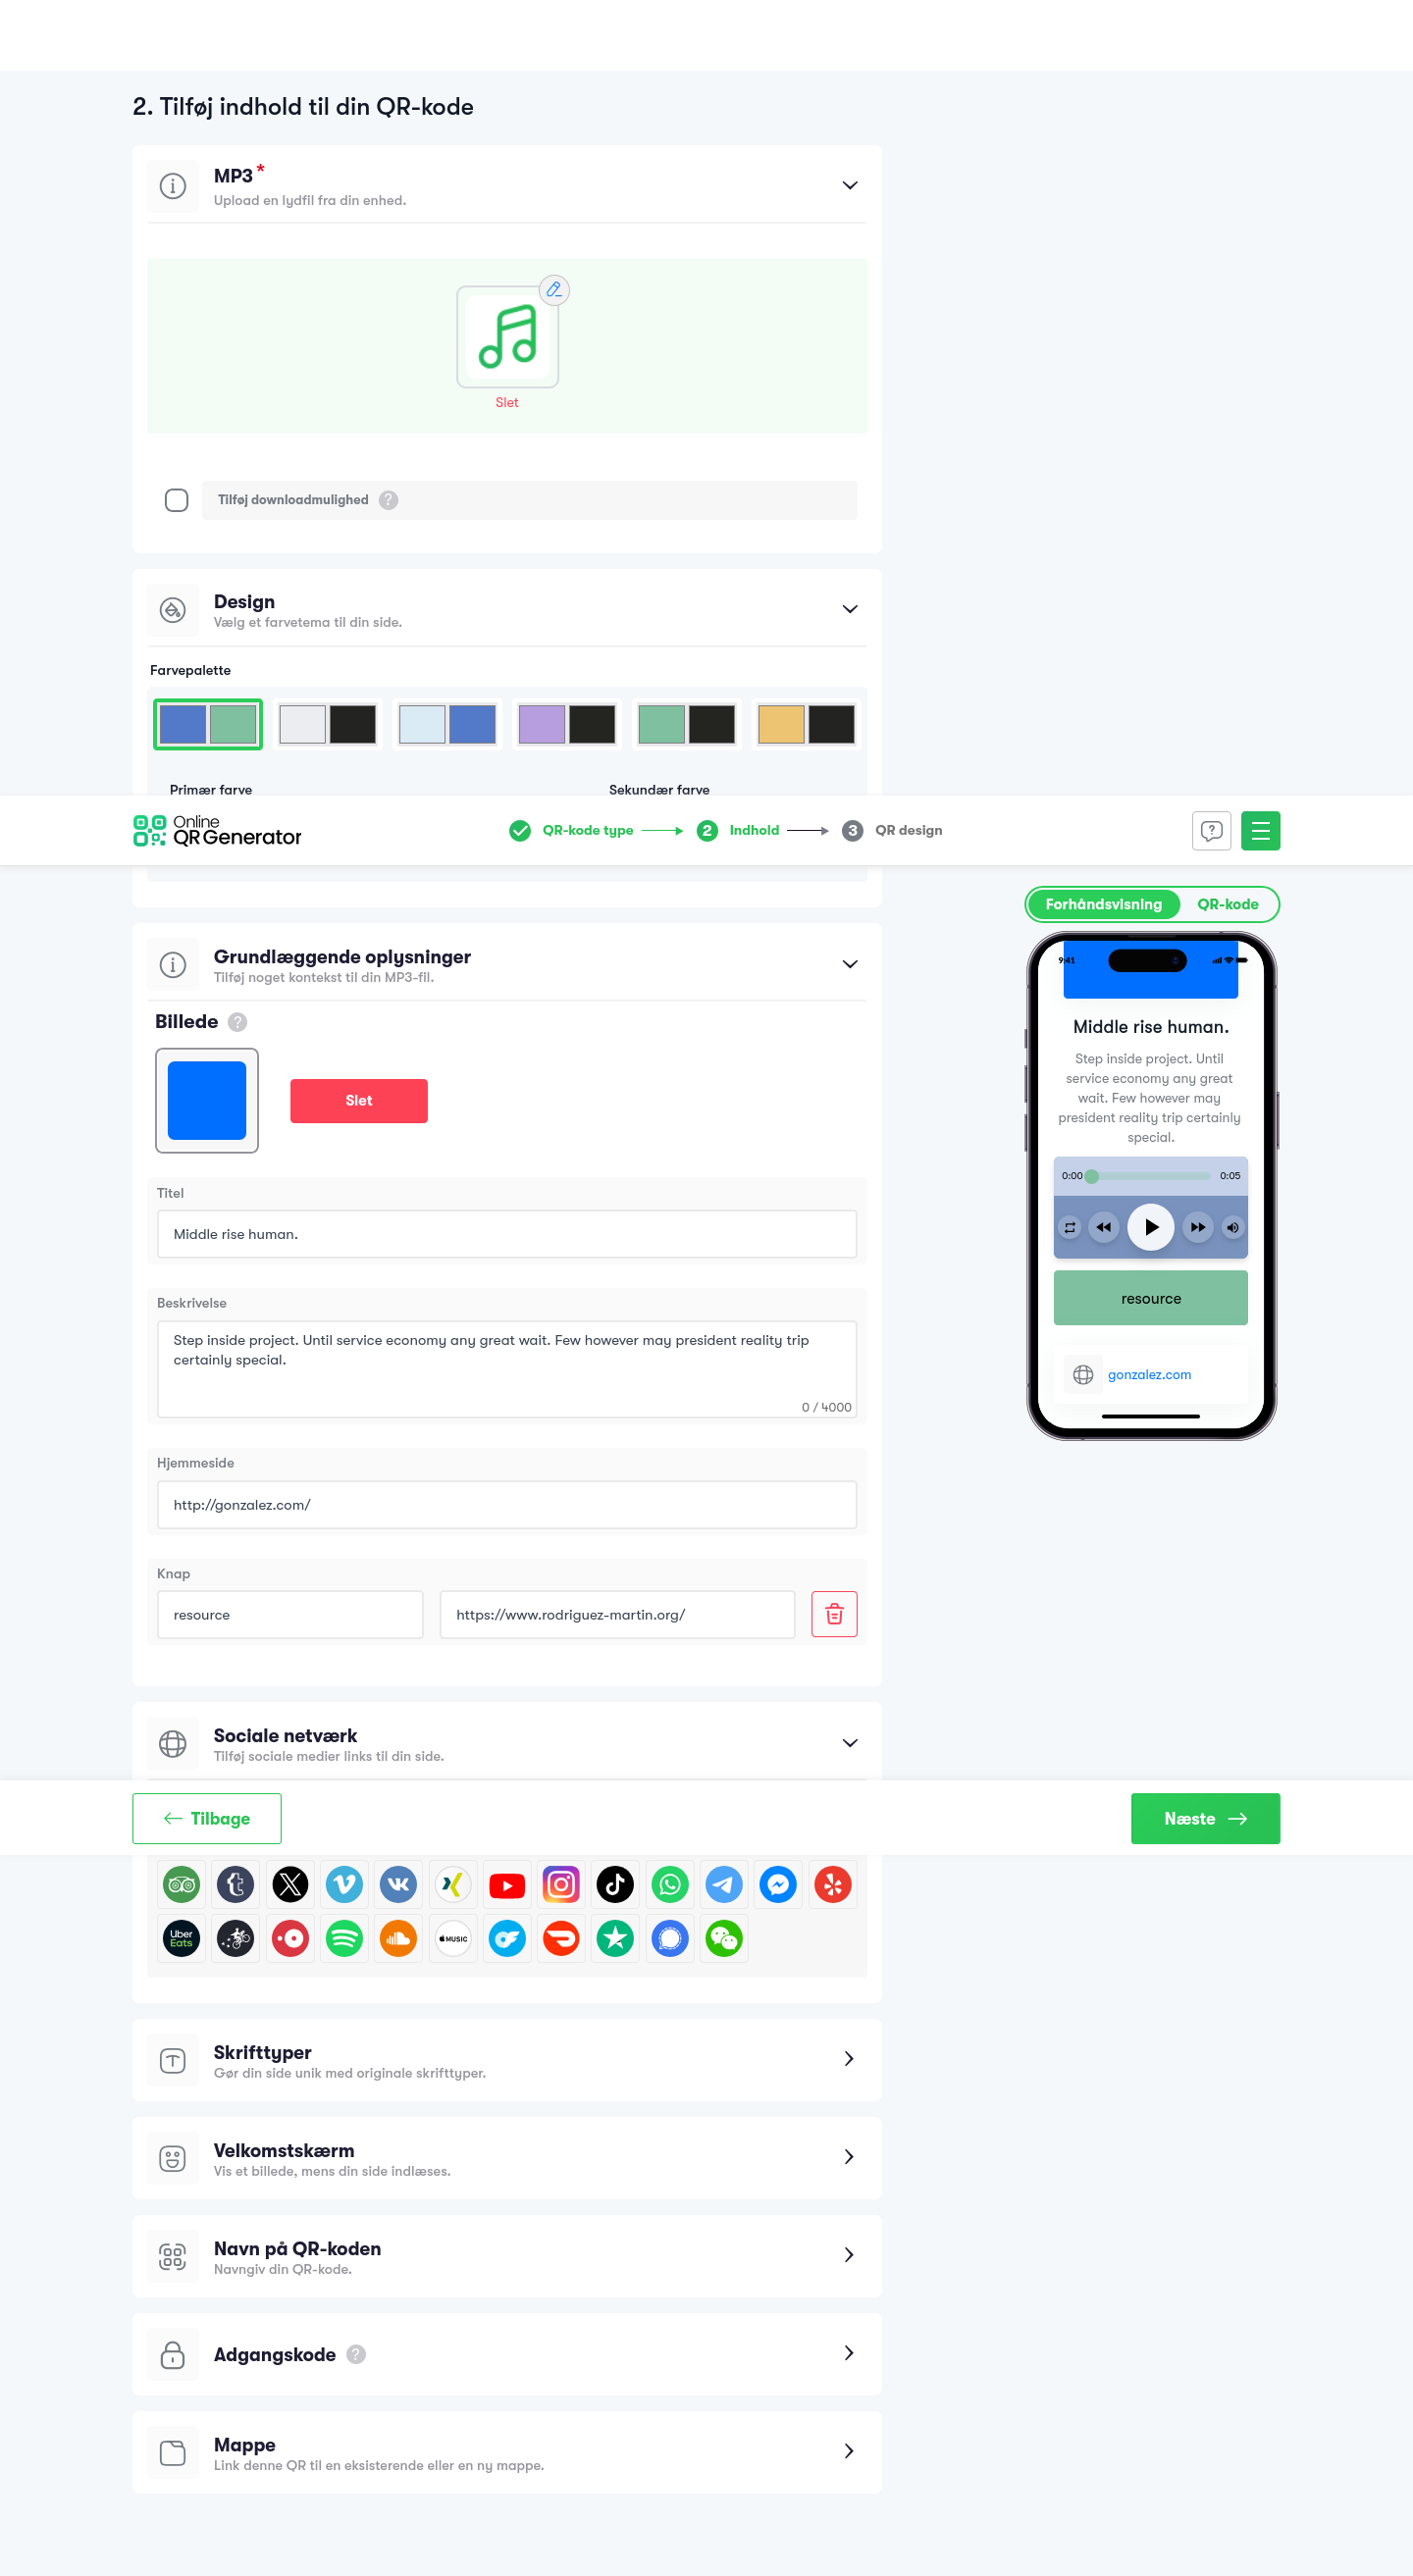 2. Tilføj indhold til din QR-kode
MP3 *
Upload en lydfil fra din enhed.
Slet
Tilføj downloadmulighed ?
Design
Vælg et farvetema til din side.
Farvepalette
Primær farve
Sekundær farve
Online
QR Generator
QR-kode type
2 Indhold
3 QR design
Forhåndsvisning
QR-kode
Grundlæggende oplysninger
Tilføj noget kontekst til din MP3-fil.
Billede ?
Slet
Titel
Middle rise human.
Beskrivelse
Step inside project. Until service economy any great wait. Few however may president reality trip
certainly special.
0 / 4000
Hjemmeside
http://gonzalez.com/
Knap
resource
https://www.rodriguez-martin.org/
9:41
Middle rise human.
Step inside project. Until
service economy any great
wait. Few however may
president reality trip certainly
special.
0:00
0:05
resource
gonzalez.com
Sociale netværk
Tilføj sociale medier links til din side.
Tilbage
Næste
Uber
Eats
MUSIC
Skrifttyper
Gør din side unik med originale skrifttyper.
Velkomstskærm
Vis et billede, mens din side indlæses.
Navn på QR-koden
Navngiv din QR-kode.
Adgangskode ?
Mappe
Link denne QR til en eksisterende eller en ny mappe.